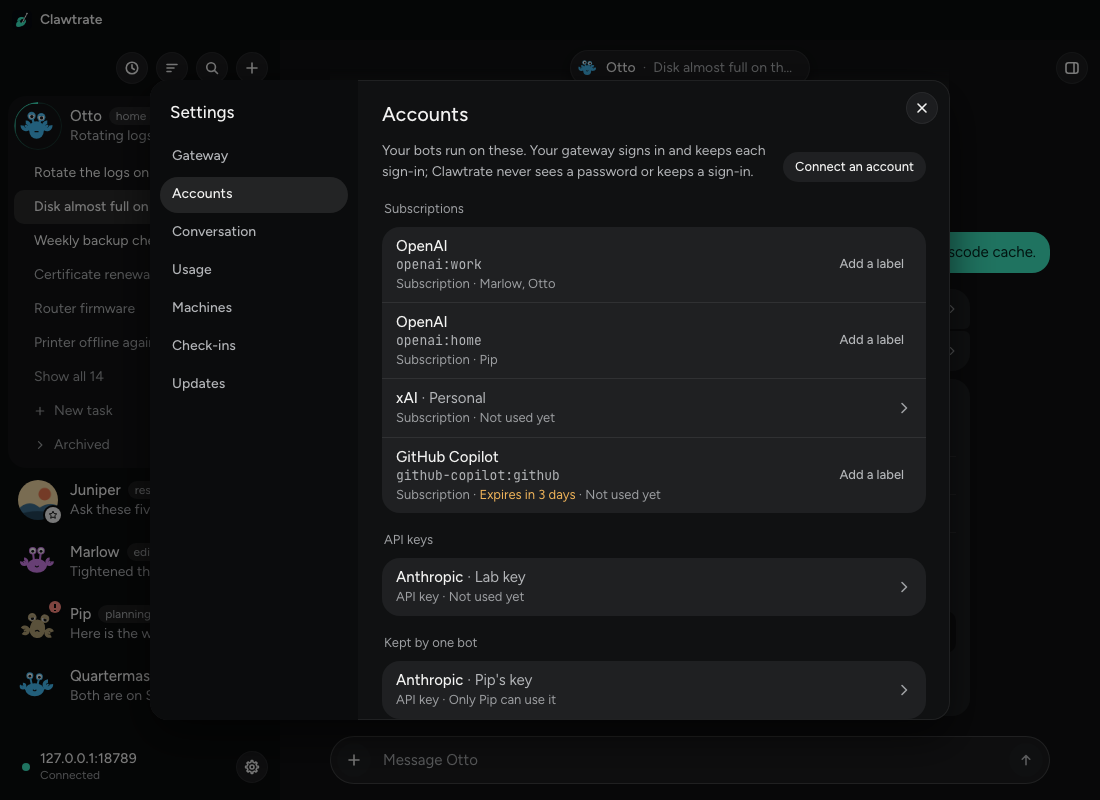 Clawtrate
Otto · Disk almost full on th...
Otto home
Rotating logs
Rotate the logs on
Disk almost full on
Weekly backup che
Certificate renewa
Router firmware
Printer offline again
Show all 14
+ New task
Archived
Juniper res
Ask these fiv
Marlow edi
Tightened th
Pip planning
Here is the w
Quartermas
Both are on S
127.0.0.1:18789
Connected
Settings
Gateway
Accounts
Conversation
Usage
Machines
Check-ins
Updates
Accounts
Your bots run on these. Your gateway signs in and keeps each
sign-in; Clawtrate never sees a password or keeps a sign-in.
Connect an account
Subscriptions
OpenAI
openai:work
Subscription · Marlow, Otto
Add a label
OpenAI
openai:home
Subscription · Pip
Add a label
xAI · Personal
Subscription · Not used yet
GitHub Copilot
github-copilot:github
Subscription · Expires in 3 days · Not used yet
Add a label
API keys
Anthropic · Lab key
API key · Not used yet
Kept by one bot
Anthropic · Pip's key
API key · Only Pip can use it
scode cache.
Message Otto